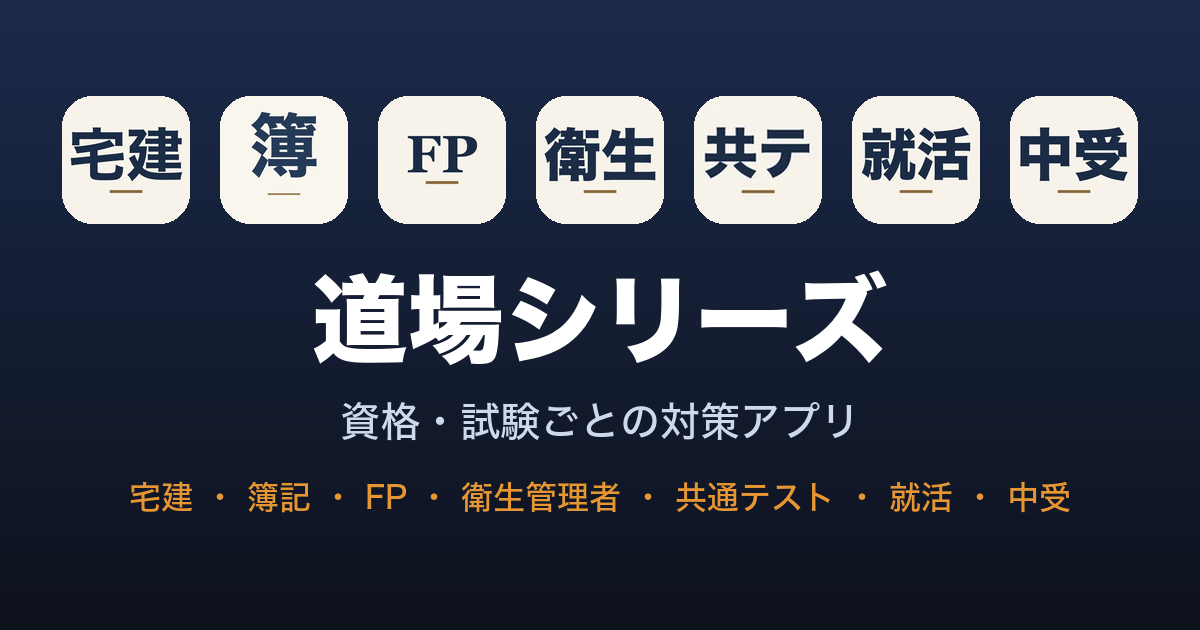 宅建 簿 FP 衛生 共テ 就活 中受
道場シリーズ
資格・試験ごとの対策アプリ
宅建 ・ 簿記 ・ FP ・ 衛生管理者 ・ 共通テスト ・ 就活 ・ 中受